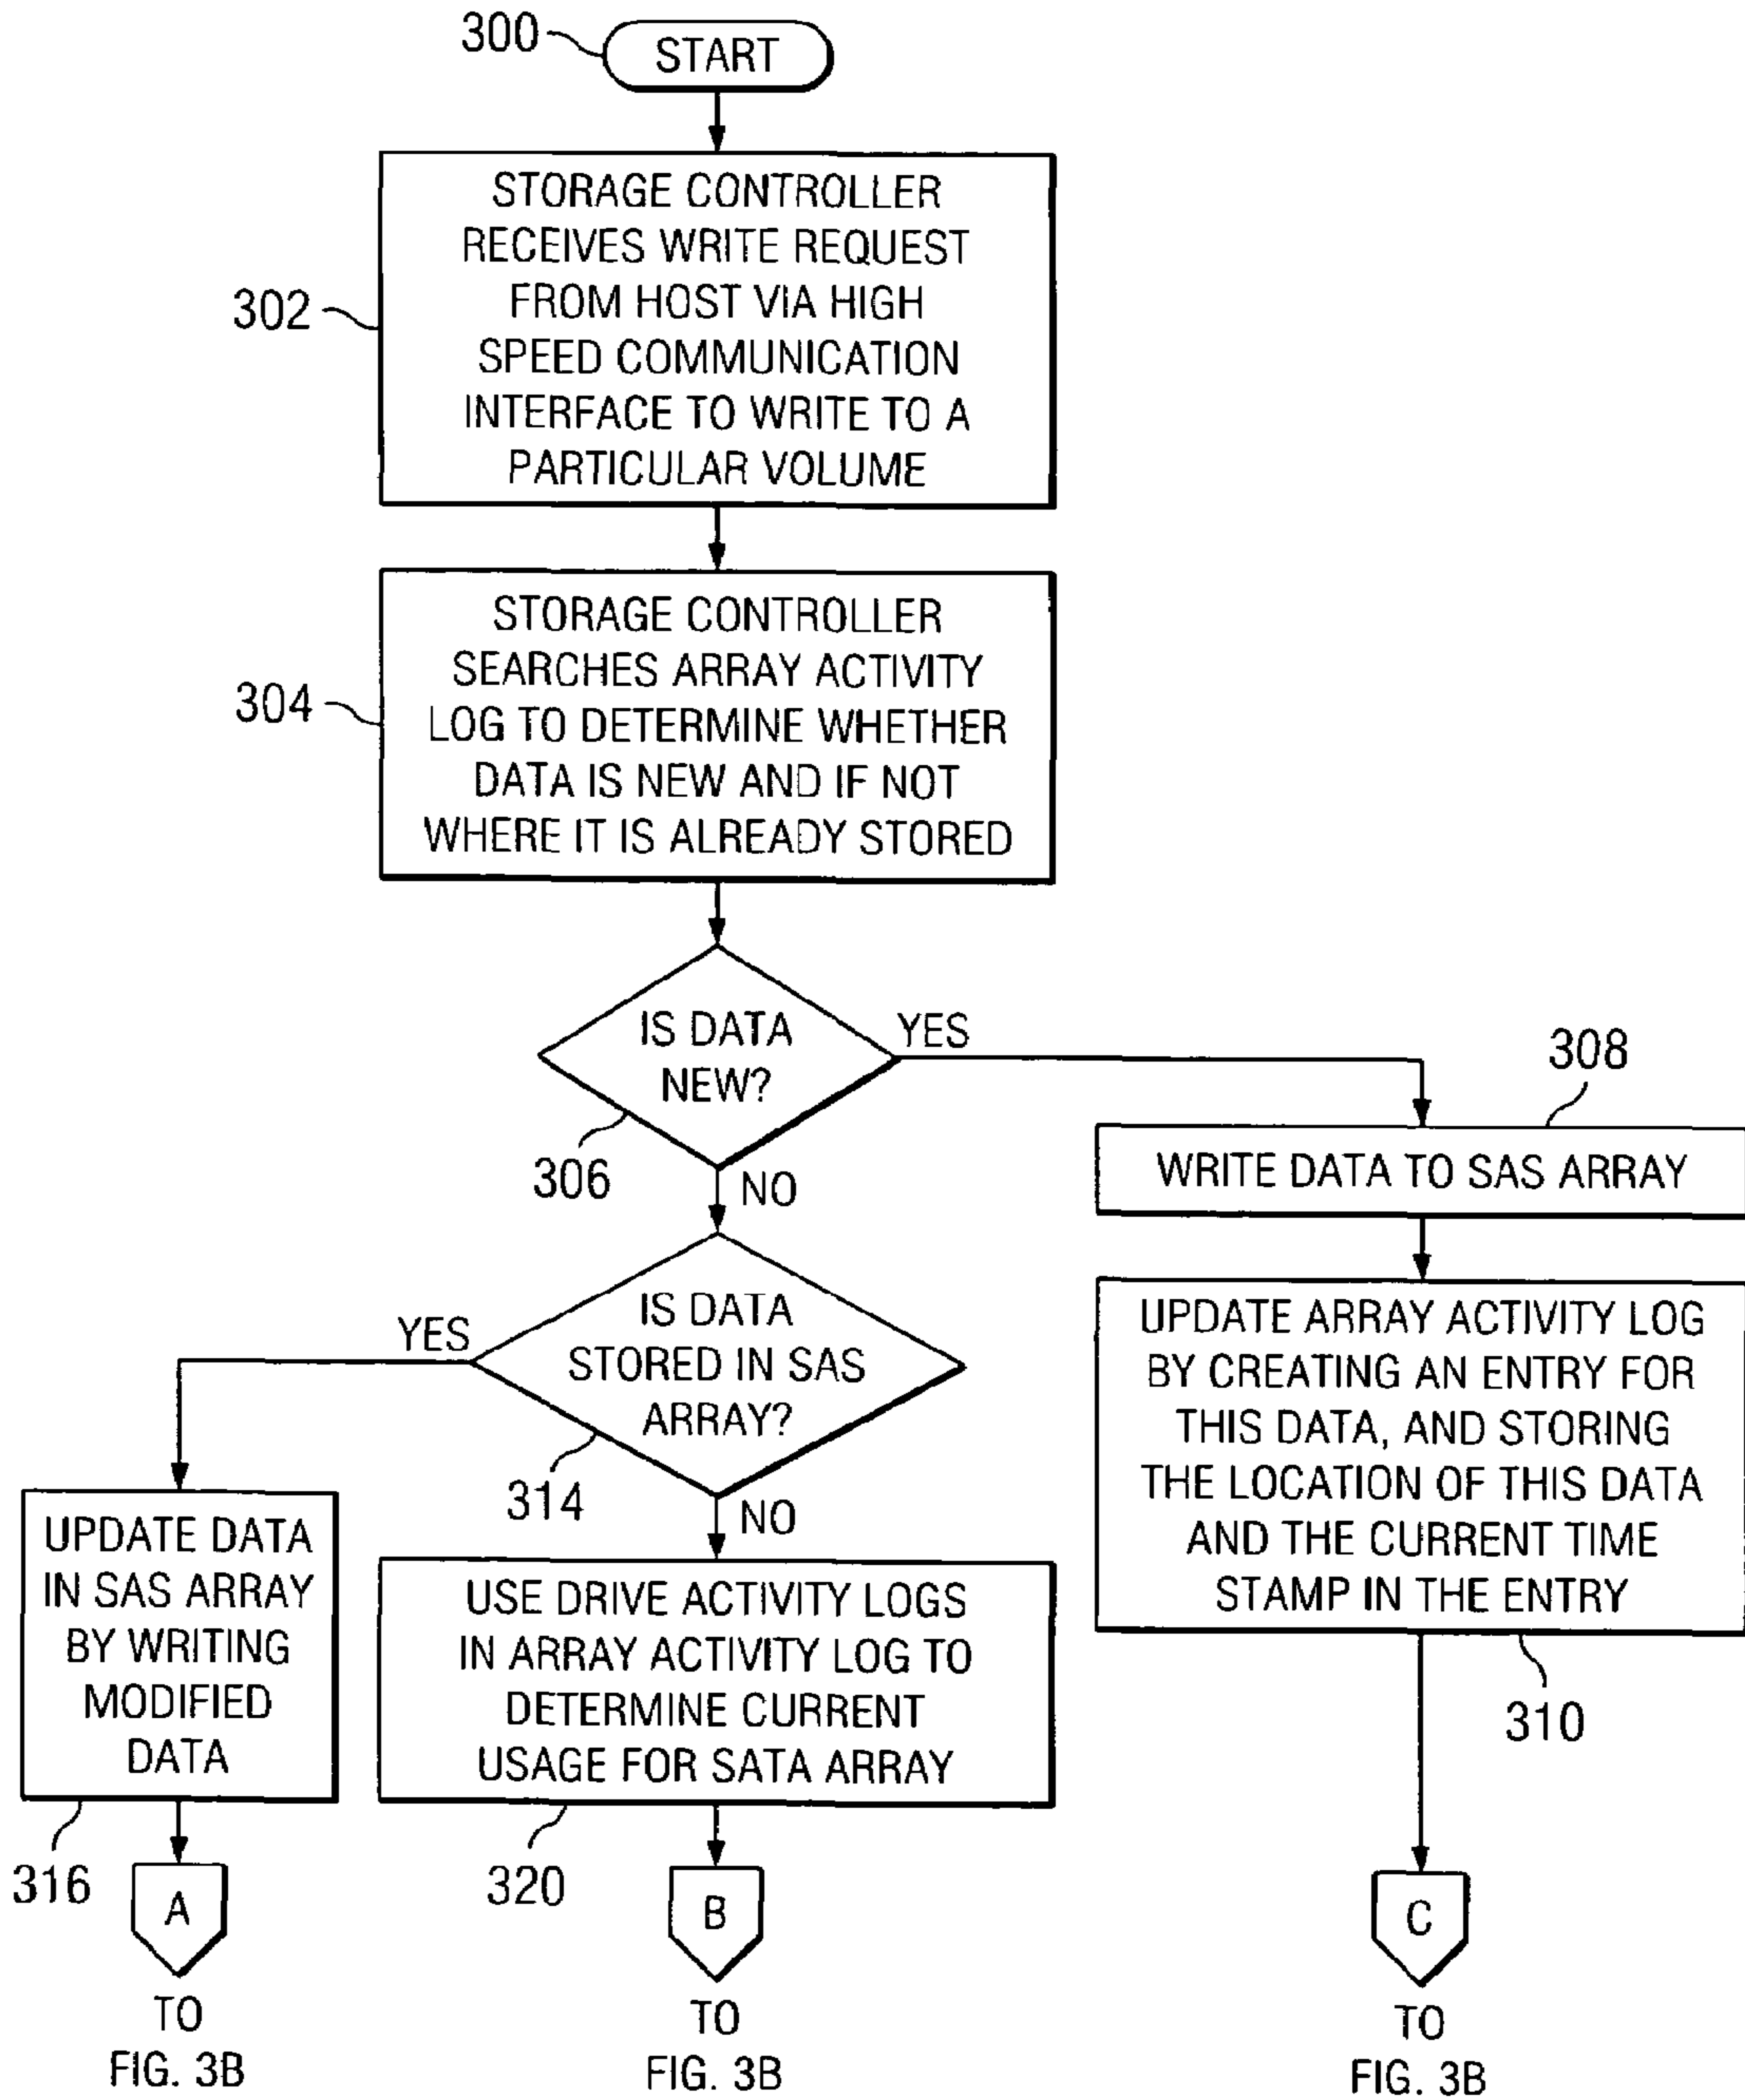 300
START
302
STORAGE CONTROLLER
RECEIVES WRITE REQUEST
FROM HOST VIA HIGH
SPEED COMMUNICATION
INTERFACE TO WRITE TO A
PARTICULAR VOLUME
304
STORAGE CONTROLLER
SEARCHES ARRAY ACTIVITY
LOG TO DETERMINE WHETHER
DATA IS NEW AND IF NOT
WHERE IT IS ALREADY STORED
IS DATA
NEW?
306
YES
NO
308
WRITE DATA TO SAS ARRAY
UPDATE ARRAY ACTIVITY LOG
BY CREATING AN ENTRY FOR
THIS DATA, AND STORING
THE LOCATION OF THIS DATA
AND THE CURRENT TIME
STAMP IN THE ENTRY
310
IS DATA
STORED IN SAS
ARRAY?
314
YES
NO
UPDATE DATA
IN SAS ARRAY
BY WRITING
MODIFIED
DATA
316
USE DRIVE ACTIVITY LOGS
IN ARRAY ACTIVITY LOG TO
DETERMINE CURRENT
USAGE FOR SATA ARRAY
320
A
TO
FIG. 3B
B
TO
FIG. 3B
C
TO
FIG. 3B